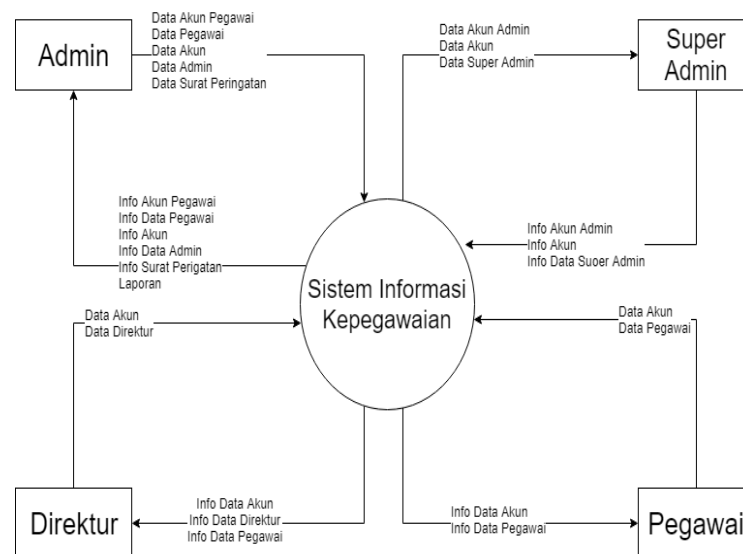 Admin
Data Akun Pegawai
Data Pegawai
Data Akun
Data Admin
Data Surat Peringatan
Data Akun Admin
Data Akun
Data Super Admin
Super
Admin
Info Akun Pegawai
Info Data Pegawai
Info Akun
Info Data Admin
Info Surat Perigatan
Laporan
Info Akun Admin
Info Akun
Info Data Suoer Admin
Sistem Informasi
Kepegawaian
Data Akun
Data Direktur
Data Akun
Data Pegawai
Direktur
Info Data Akun
Info Data Direktur
Info Data Pegawai
Info Data Akun
Info Data Pegawai
Pegawai